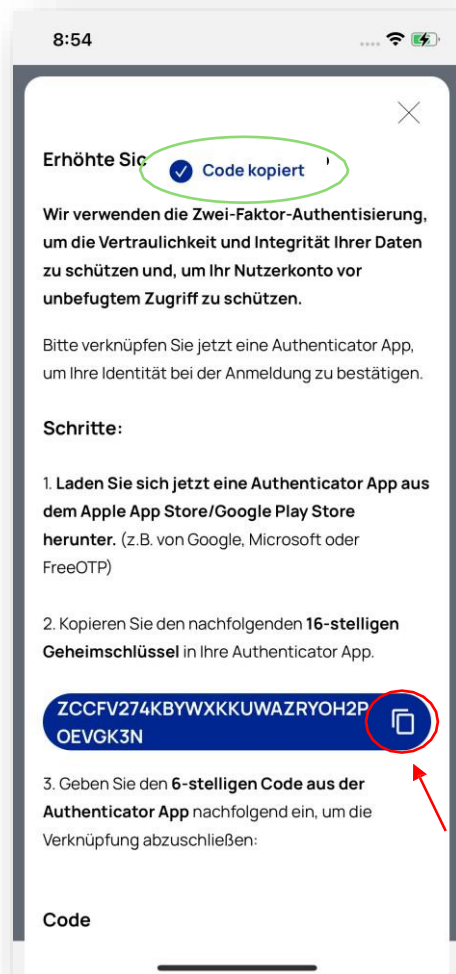 8:54
Erhöhte Sic
Code kopiert
Wir verwenden die Zwei-Faktor-Authentisierung,
um die Vertraulichkeit und Integrität Ihrer Daten
zu schützen und, um Ihr Nutzerkonto vor
unbefugtem Zugriff zu schützen.
Bitte verknüpfen Sie jetzt eine Authenticator App,
um Ihre Identität bei der Anmeldung zu bestätigen.
Schritte:
1. Laden Sie sich jetzt eine Authenticator App aus
dem Apple App Store/Google Play Store
herunter. (z.B. von Google, Microsoft oder
FreeOTP)
2. Kopieren Sie den nachfolgenden 16-stelligen
Geheimschlüssel in Ihre Authenticator App.
ZCCFV274KBYWXKKUWAZRYOH2P
OEVGK3N
3. Geben Sie den 6-stelligen Code aus der
Authenticator App nachfolgend ein, um die
Verknüpfung abzuschließen:
Code